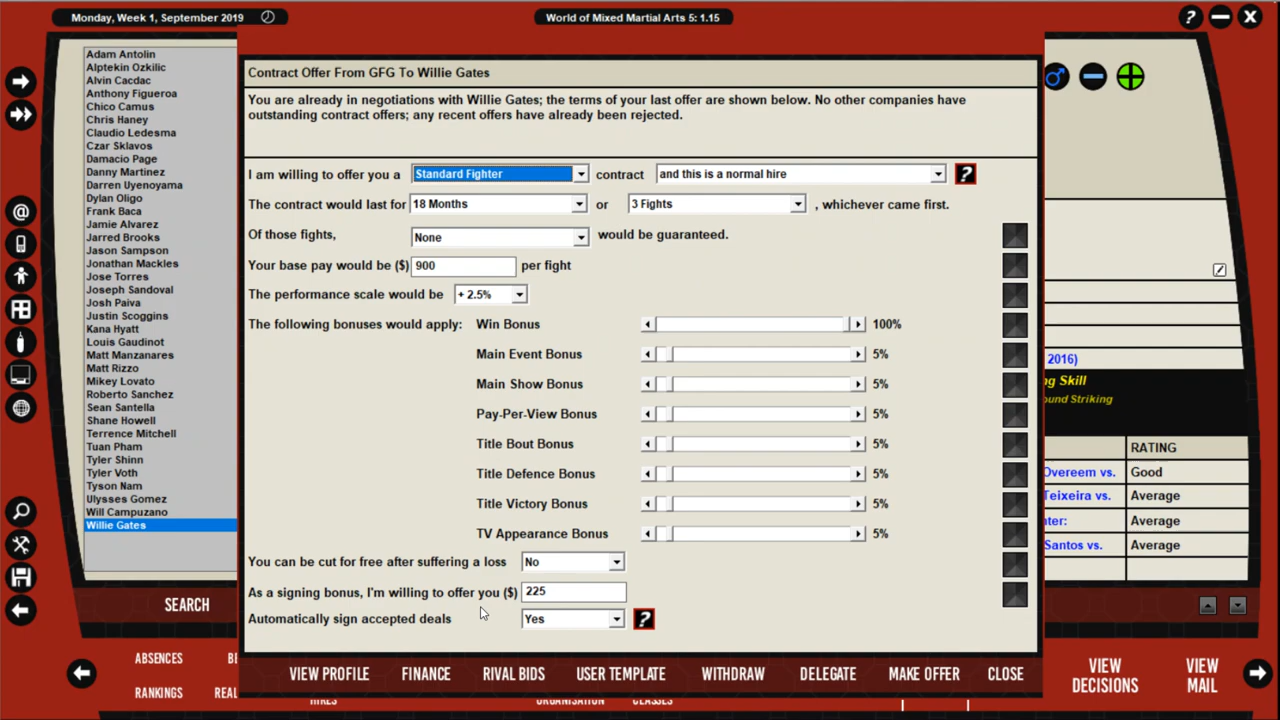 Monday, Week 1, September 2019
World of Mixed Martial Arts 5: 1.15
?
X
Adam Antolin
Alptekin Ozkilic
Alvin Cacdac
Anthony Figueroa
Chico Camus
Chris Haney
Claudio Ledesma
Czar Sklavos
Damacio Page
Danny Martinez
Darren Uyenoyama
Dylan Oligo
Frank Baca
Jamie Alvarez
Jarred Brooks
Jason Sampson
Jonathan Mackles
Jose Torres
Joseph Sandoval
Josh Paiva
Justin Scoggins
Kana Hyatt
Louis Gaudinot
Matt Manzanares
Matt Rizzo
Mikey Lovato
Roberto Sanchez
Sean Santella
Shane Howell
Terrence Mitchell
Tuan Pham
Tyler Shinn
Tyler Voth
Tyson Nam
Ulysses Gomez
Will Campuzano
Willie Gates
SEARCH
Contract Offer From GFG To Willie Gates
You are already in negotiations with Willie Gates; the terms of your last offer are shown below. No other companies have
outstanding contract offers; any recent offers have already been rejected.
I am willing to offer you a Standard Fighter contract and this is a normal hire ?
The contract would last for 18 Months or 3 Fights , whichever came first.
Of those fights, None would be guaranteed.
Your base pay would be ($) 900 per fight
The performance scale would be + 2.5%
The following bonuses would apply: Win Bonus 100%
Main Event Bonus 5%
Main Show Bonus 5%
Pay-Per-View Bonus 5%
Title Bout Bonus 5%
Title Defence Bonus 5%
Title Victory Bonus 5%
TV Appearance Bonus 5%
You can be cut for free after suffering a loss No
As a signing bonus, I'm willing to offer you ($) 225
Automatically sign accepted deals Yes ?
VIEW PROFILE FINANCE RIVAL BIDS USER TEMPLATE WITHDRAW DELEGATE MAKE OFFER CLOSE
2016)
ng Skill
ound Striking
RATING
Overeem vs. Good
Teixeira vs. Average
nter: Average
Santos vs. Average
ABSENCES
RANKINGS
VIEW
DECISIONS
VIEW
MAIL